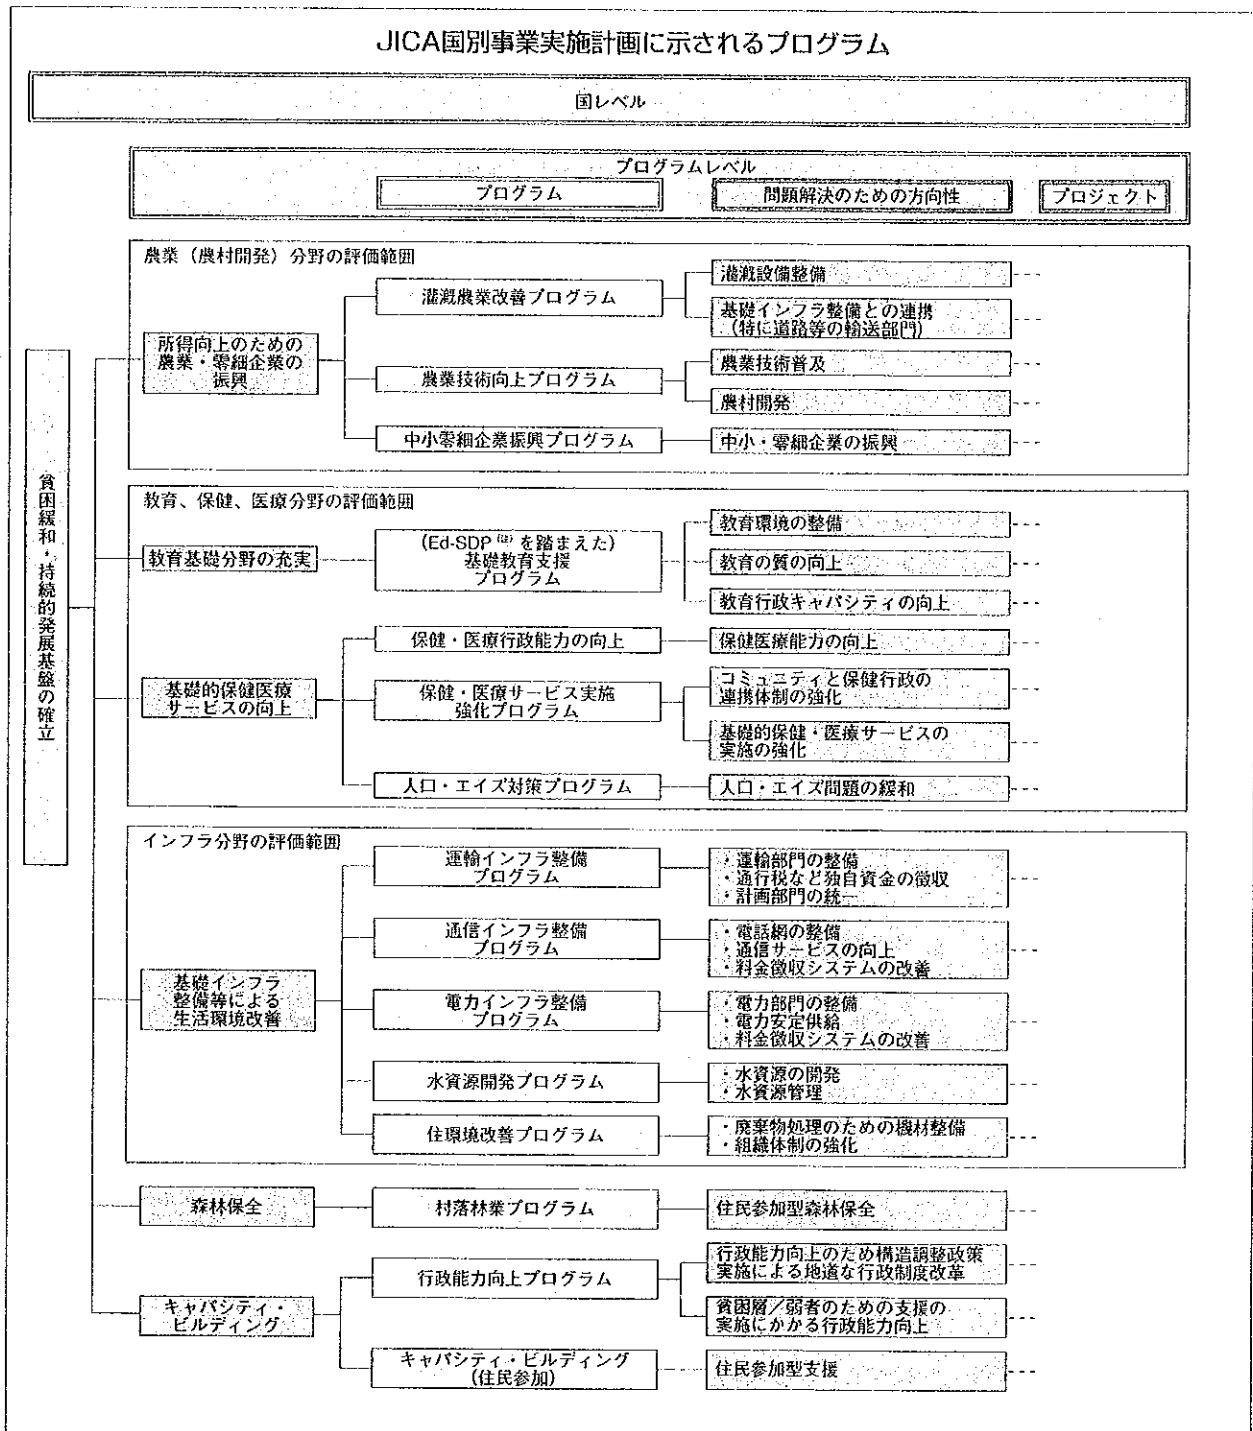 JICA国別事業実施計画に示されるプログラム
国レベル
プログラムレベル
プログラム
問題解決のための方向性
プロジェクト
貧困緩和・持続的発展基盤の確立
農業（農村開発）分野の評価範囲
所得向上のための
農業・零細企業の
振興
灌漑農業改善プログラム
灌漑設備整備
基礎インフラ整備との連携
（特に道路等の輸送部門）
農業技術向上プログラム
農業技術普及
農村開発
中小零細企業振興プログラム
中小・零細企業の振興
教育、保健、医療分野の評価範囲
教育基礎分野の充実
(Ed-SDP（注）を踏まえた)
基礎教育支援
プログラム
教育環境の整備
教育の質の向上
教育行政キャパシティの向上
基礎的保健医療
サービスの向上
保健・医療行政能力の向上
保健医療能力の向上
保健・医療サービス実施
強化プログラム
コミュニティと保健行政の
連携体制の強化
基礎的保健・医療サービスの
実施の強化
人口・エイズ対策プログラム
人口・エイズ問題の緩和
インフラ分野の評価範囲
基礎インフラ
整備等による
生活環境改善
運輸インフラ整備
プログラム
・運輸部門の整備
・通行税など独自資金の徴収
・計画部門の統一
通信インフラ整備
プログラム
・電話網の整備
・通信サービスの向上
・料金徴収システムの改善
電力インフラ整備
プログラム
・電力部門の整備
・電力安定供給
・料金徴収システムの改善
水資源開発プログラム
・水資源の開発
・水資源管理
住環境改善プログラム
・廃棄物処理のための機材整備
・組織体制の強化
森林保全
村落林業プログラム
住民参加型森林保全
キャパシティ・
ビルディング
行政能力向上プログラム
行政能力向上のため構造調整政策
実施による地道な行政制度改革
貧困層／弱者のための支援の
実施にかかる行政能力向上
キャパシティ・ビルディング
（住民参加）
住民参加型支援